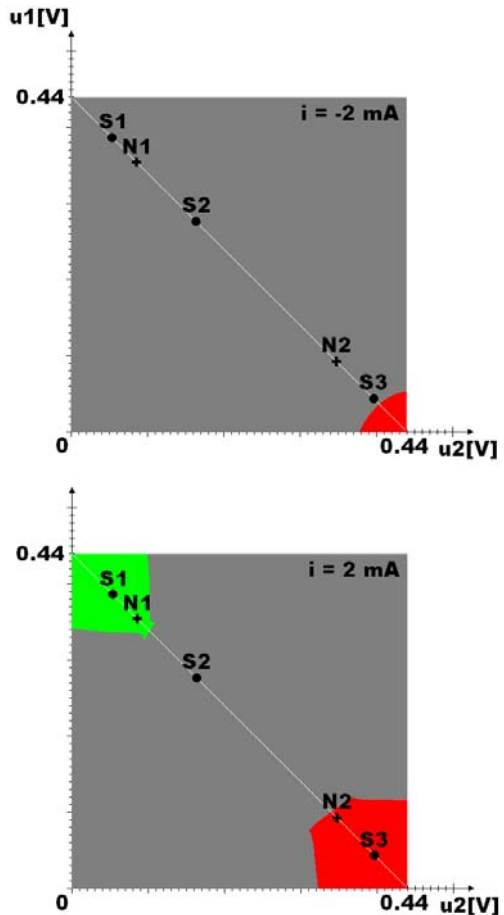 u1[V]
0.44
i = -2 mA
S1
N1
S2
N2
S3
0
0.44
u2[V]
0.44
i = 2 mA
S1
N1
S2
N2
S3
0
0.44
u2[V]